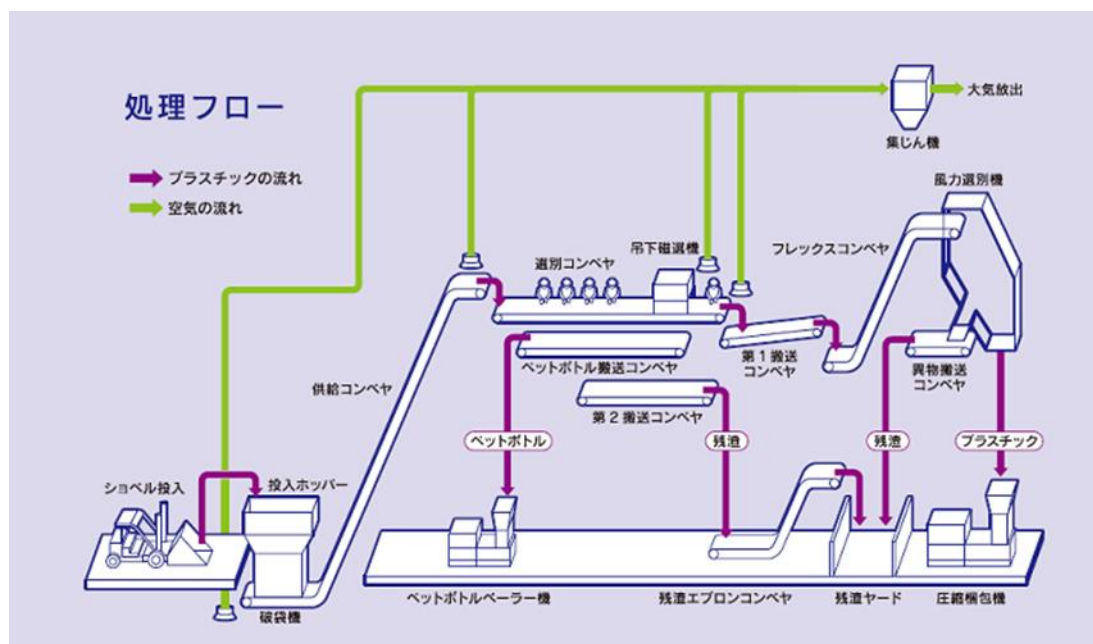 処理フロー
プラスチックの流れ
空気の流れ
大気放出
集じん機
風力選別機
吊下磁選機
フレックスコンベヤ
選別コンベヤ
第1搬送
コンベヤ
異物搬送
コンベヤ
ペットボトル搬送コンベヤ
供給コンベヤ
第2搬送コンベヤ
ペットボトル
残渣
残渣
プラスチック
ショベル投入
投入ホッパー
破袋機
ペットボトルベーラー機
残渣エプロンコンベヤ
残渣ヤード
圧縮梱包機